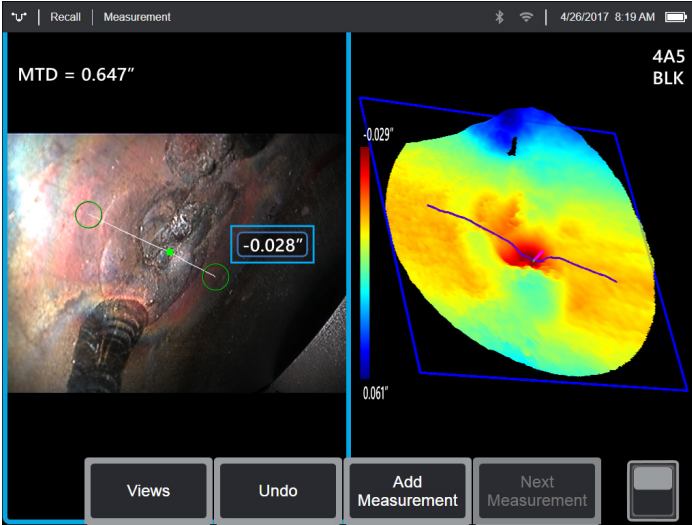 Recall Measurement 4/26/2017 8:19 AM
MTD = 0.647"
-0.028"
4A5
BLK
-0.029"
0.061"
Views
Undo
Add
Measurement
Next
Measurement